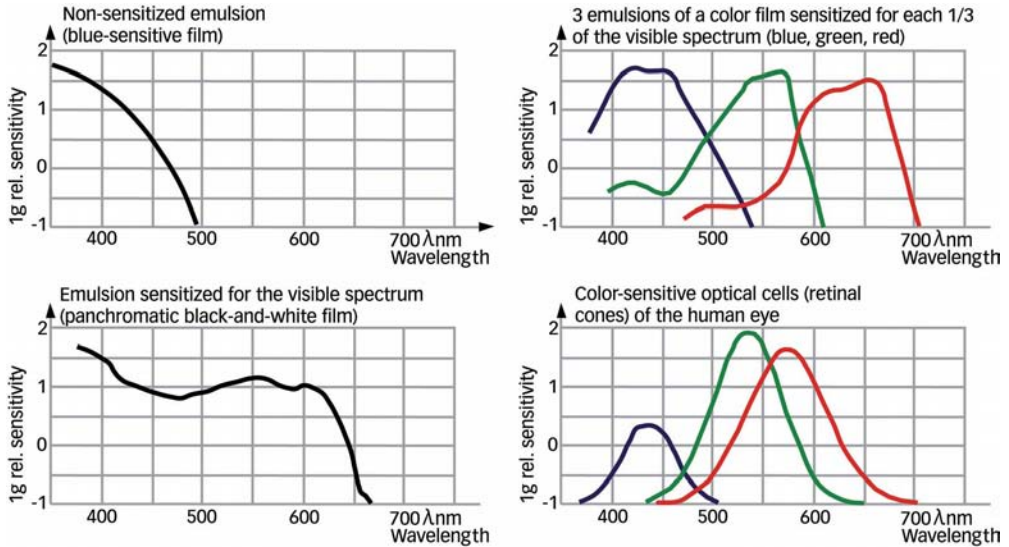 Non-sensitized emulsion
(blue-sensitive film)
2
1
0
-1
1g rel. sensitivity
400 500 600 700 λnm
Wavelength
3 emulsions of a color film sensitized for each 1/3
of the visible spectrum (blue, green, red)
2
1
0
-1
1g rel. sensitivity
400 500 600 700 λnm
Wavelength
Emulsion sensitized for the visible spectrum
(panchromatic black-and-white film)
2
1
0
-1
1g rel. sensitivity
400 500 600 700 λnm
Wavelength
Color-sensitive optical cells (retinal
cones) of the human eye
2
1
0
-1
1g rel. sensitivity
400 500 600 700 λnm
Wavelength